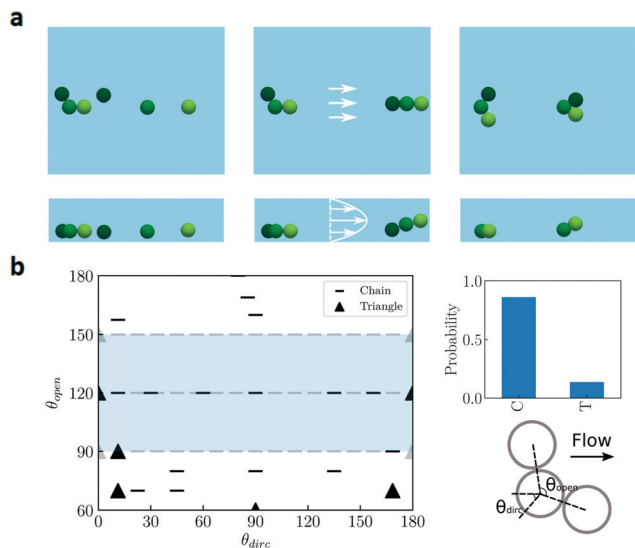 a
b
180
150
120
90
60
θopen
0 30 60 90 120 150 180
θdirc
Chain
Triangle
1.0
0.5
0.0
Probability
C T
Flow
θopen
θdirc